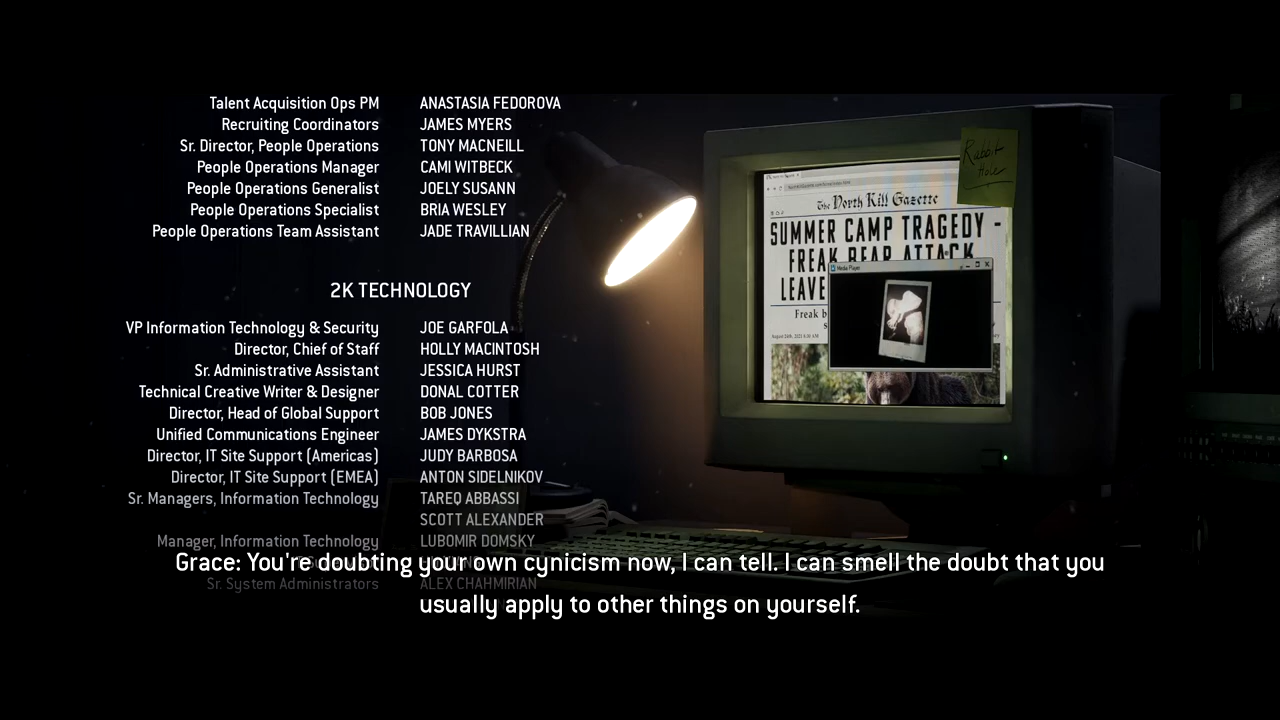 Talent Acquisition Ops PM ANASTASIA FEDOROVA
Recruiting Coordinators JAMES MYERS
Sr. Director, People Operations TONY MACNEILL
People Operations Manager CAMI WITBECK
People Operations Generalist JOELY SUSANN
People Operations Specialist BRIA WESLEY
People Operations Team Assistant JADE TRAVILLIAN
2K TECHNOLOGY
VP Information Technology & Security JOE GARFOLA
Director, Chief of Staff HOLLY MACINTOSH
Sr. Administrative Assistant JESSICA HURST
Technical Creative Writer & Designer DONAL COTTER
Director, Head of Global Support BOB JONES
Unified Communications Engineer JAMES DYKSTRA
Director, IT Site Support (Americas) JUDY BARBOSA
Director, IT Site Support (EMEA) ANTON SIDELNIKOV
Sr. Managers, Information Technology TAREQ ABBASSI
SCOTT ALEXANDER
Manager, Information Technology LUBOMIR DOMSKY
Sr. System Administrators ALEX CHAHMIRIAN
Grace: You're doubting your own cynicism now, I can tell. I can smell the doubt that you
usually apply to other things on yourself.
Rabbit
Hole
The North Kill Gazette
SUMMER CAMP TRAGEDY -
FREAK BEAR ATTACK
LEAVE
Media Player
Freak b